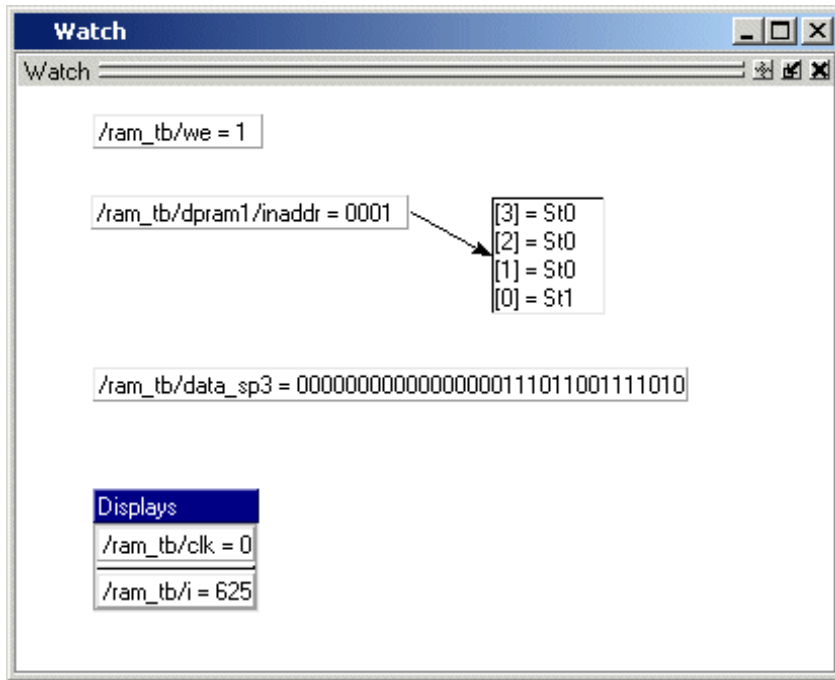 Watch
Watch
/ram_tb/we = 1
/ram_tb/dpram1/inaddr = 0001
[3] = St0
[2] = St0
[1] = St0
[0] = St1
/ram_tb/data_sp3 = 00000000000000000111011001111010
Displays
/ram_tb/clk = 0
/ram_tb/i = 625